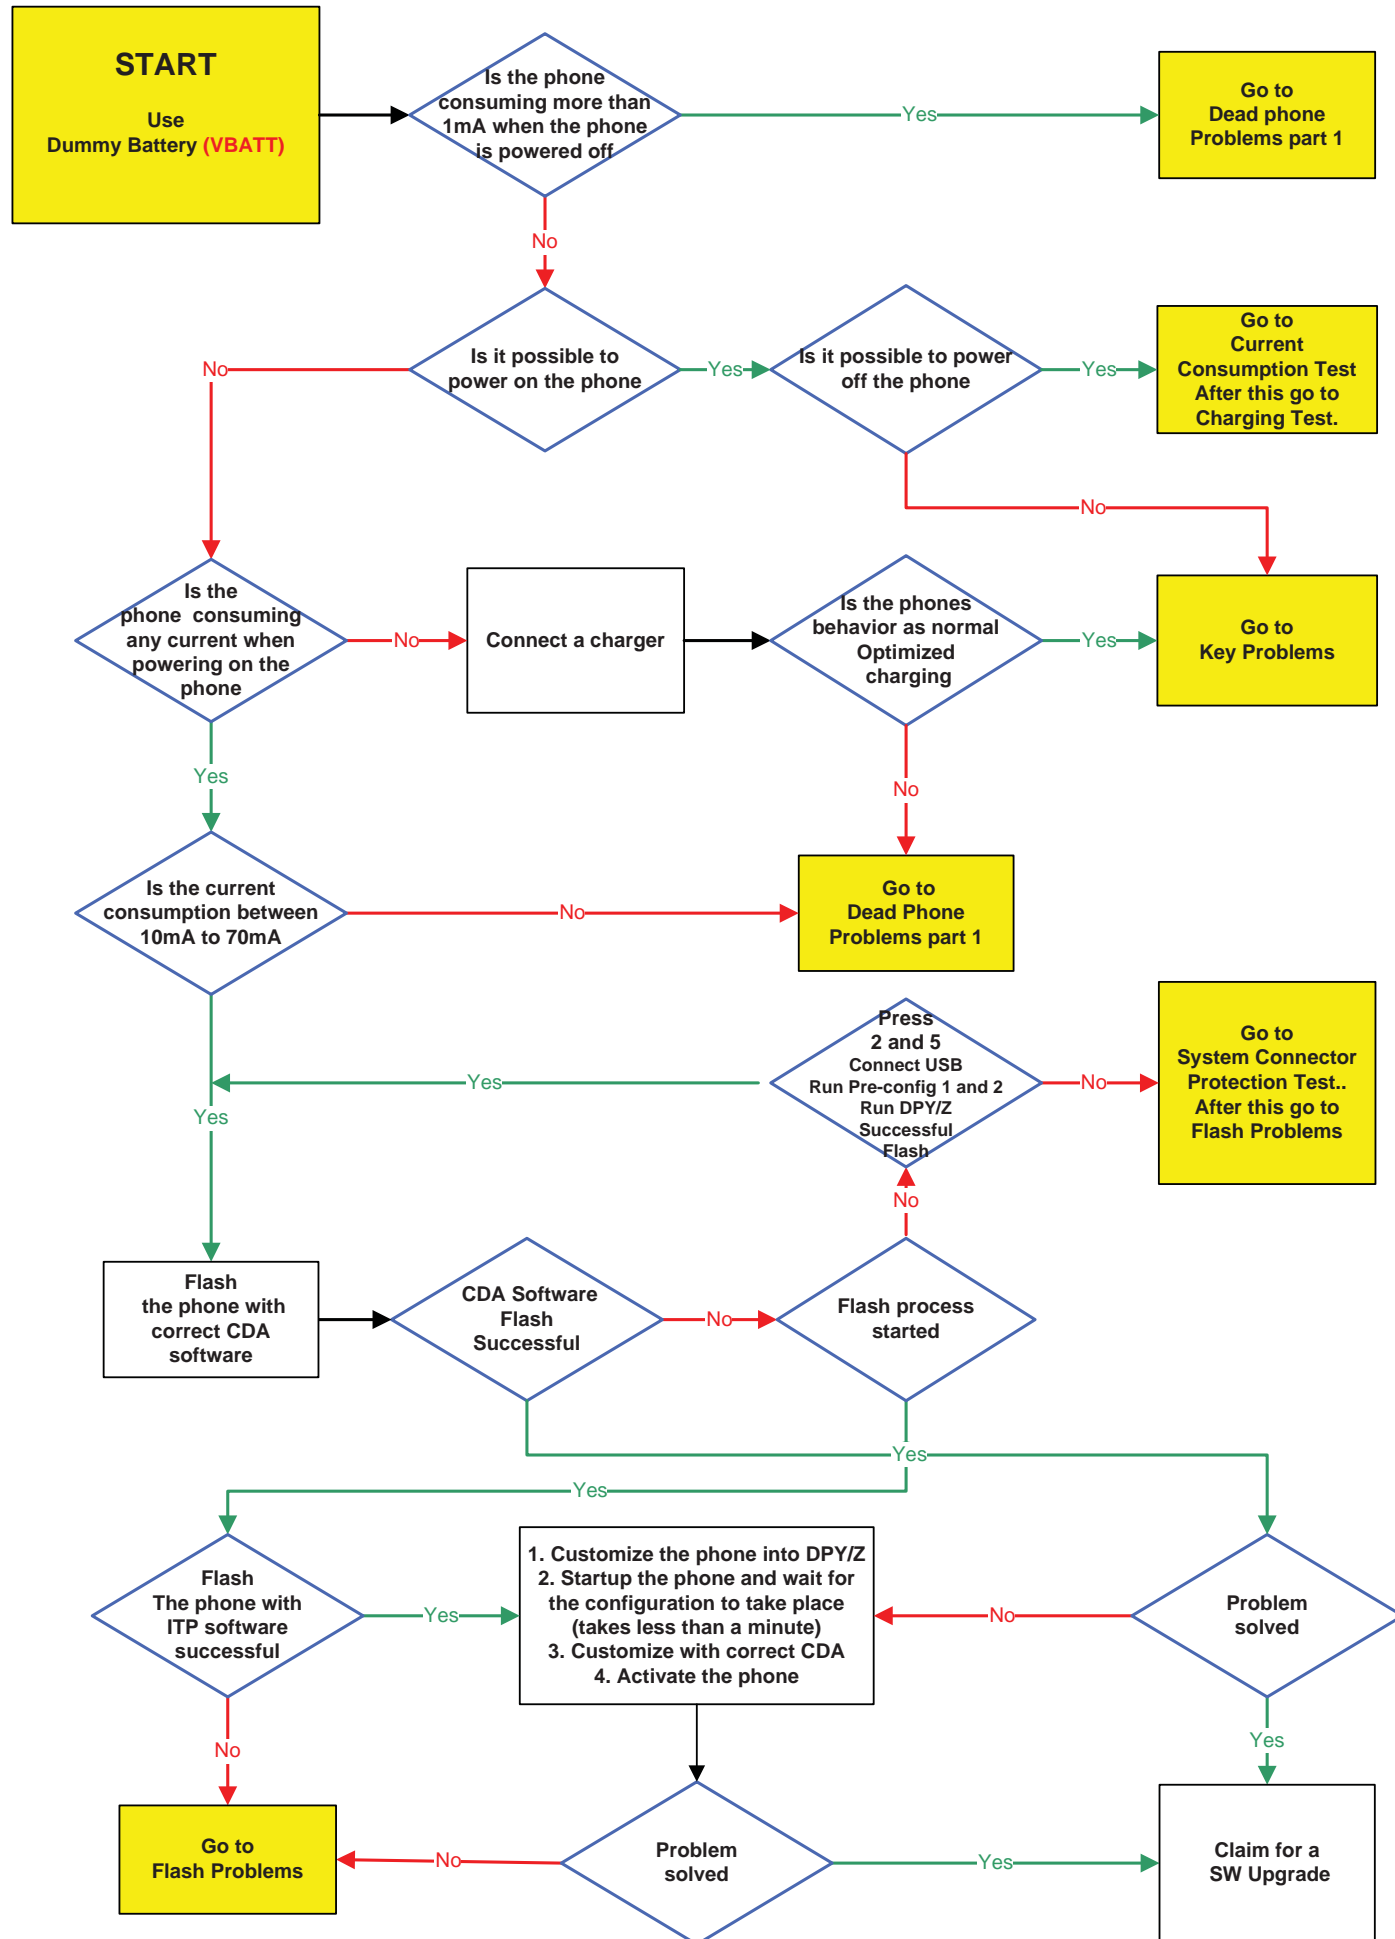 START
Use
Dummy Battery (VBATT)
Is the phone
consuming more than
1mA when the phone
is powered off
Yes
Go to
Dead phone
Problems part 1
No
Is it possible to
power on the phone
No
Yes
Is it possible to power
off the phone
Yes
Go to
Current
Consumption Test
After this go to
Charging Test.
No
Is the
phone consuming
any current when
powering on the
phone
No
Connect a charger
Is the phones
behavior as normal
Optimized
charging
Yes
Go to
Key Problems
Yes
No
Is the current
consumption between
10mA to 70mA
No
Go to
Dead Phone
Problems part 1
Press
2 and 5
Connect USB
Run Pre-config 1 and 2
Run DPY/Z
Successful
Flash
Yes
No
Go to
System Connector
Protection Test..
After this go to
Flash Problems
Yes
No
Flash
the phone with
correct CDA
software
CDA Software
Flash
Successful
No
Flash process
started
Yes
Yes
Flash
The phone with
ITP software
successful
Yes
1. Customize the phone into DPY/Z
2. Startup the phone and wait for
the configuration to take place
(takes less than a minute)
3. Customize with correct CDA
4. Activate the phone
No
Problem
solved
No
Yes
Go to
Flash Problems
No
Problem
solved
Yes
Claim for a
SW Upgrade